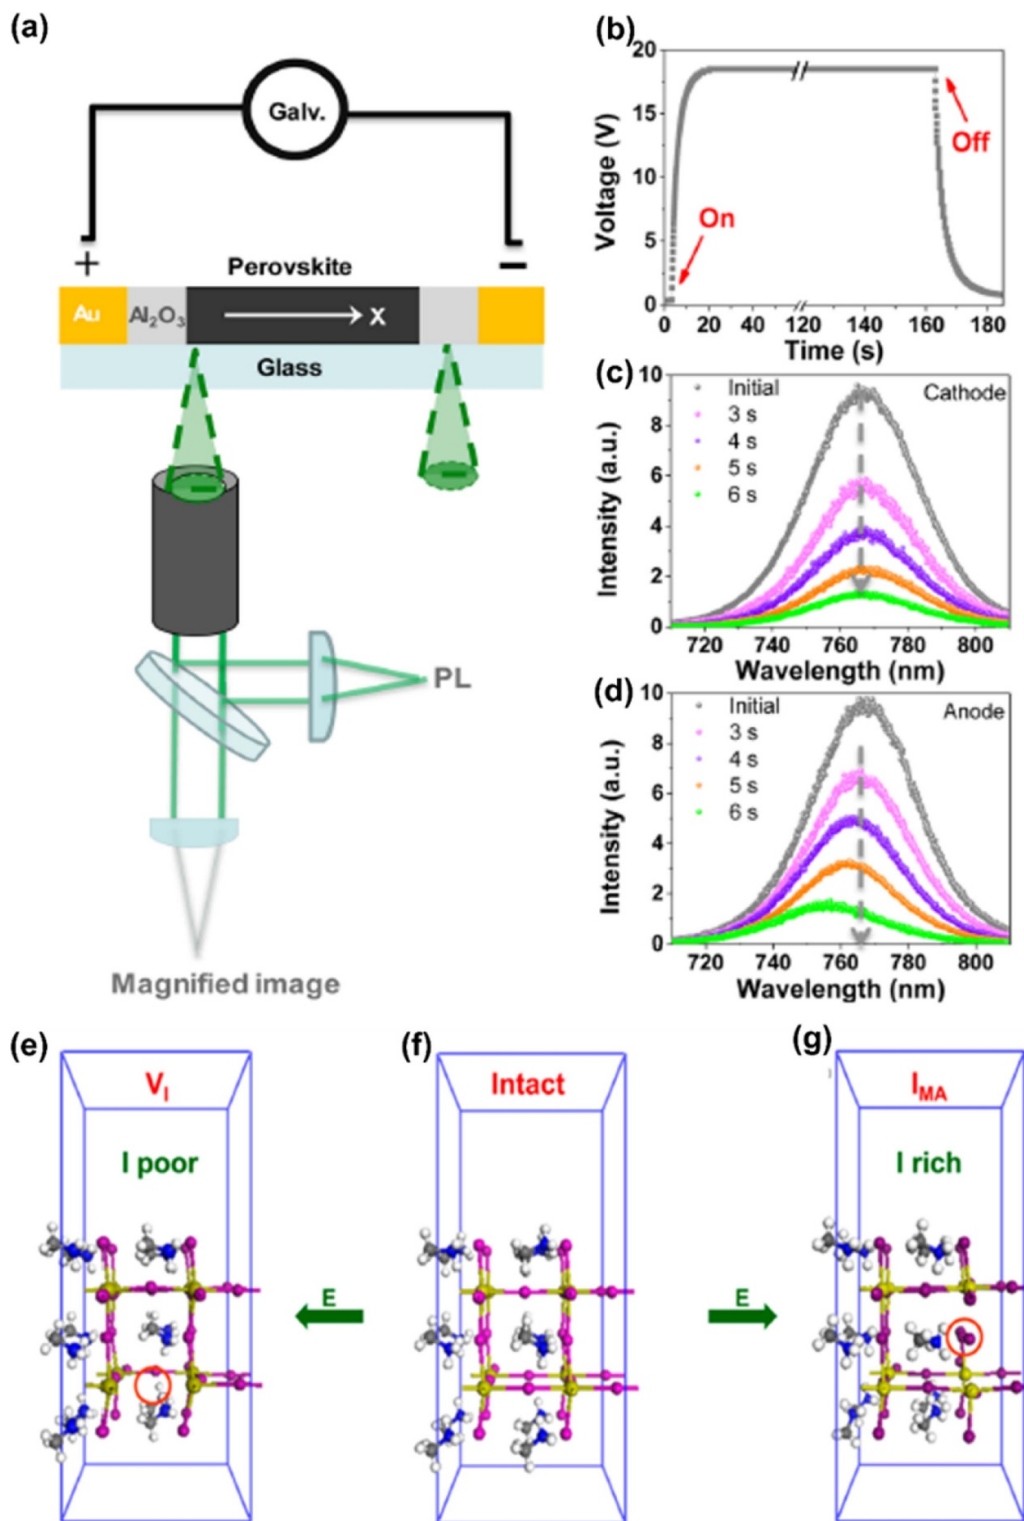 (a)
Galv.
+
−
Perovskite
Au
Al₂O₃
X
Glass
PL
Magnified image
(b)
20
15
10
5
0
Voltage (V)
On
Off
0 20 40 120 140 160 180
Time (s)
(c)
10
8
6
4
2
0
Intensity (a.u.)
Initial
3 s
4 s
5 s
6 s
Cathode
720 740 760 780 800
Wavelength (nm)
(d)
10
8
6
4
2
0
Intensity (a.u.)
Initial
3 s
4 s
5 s
6 s
Anode
720 740 760 780 800
Wavelength (nm)
(e)
V_I
I poor
E
(f)
Intact
E
(g)
I_MA
I rich